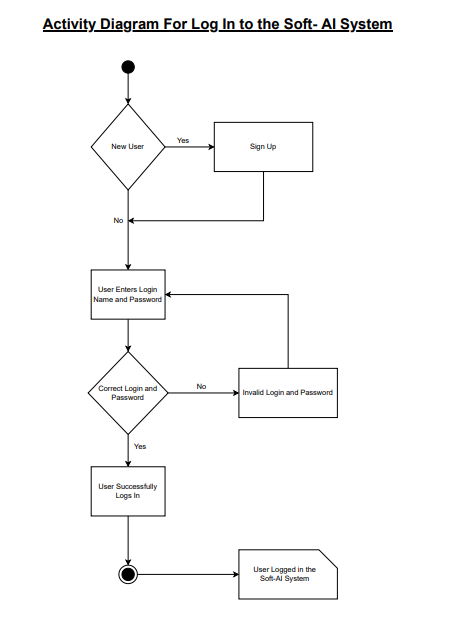 Activity Diagram For Log In to the Soft- AI System
New User
Yes
Sign Up
No
User Enters Login
Name and Password
Correct Login and
Password
No
Invalid Login and Password
Yes
User Successfully
Logs In
User Logged in the
Soft-AI System